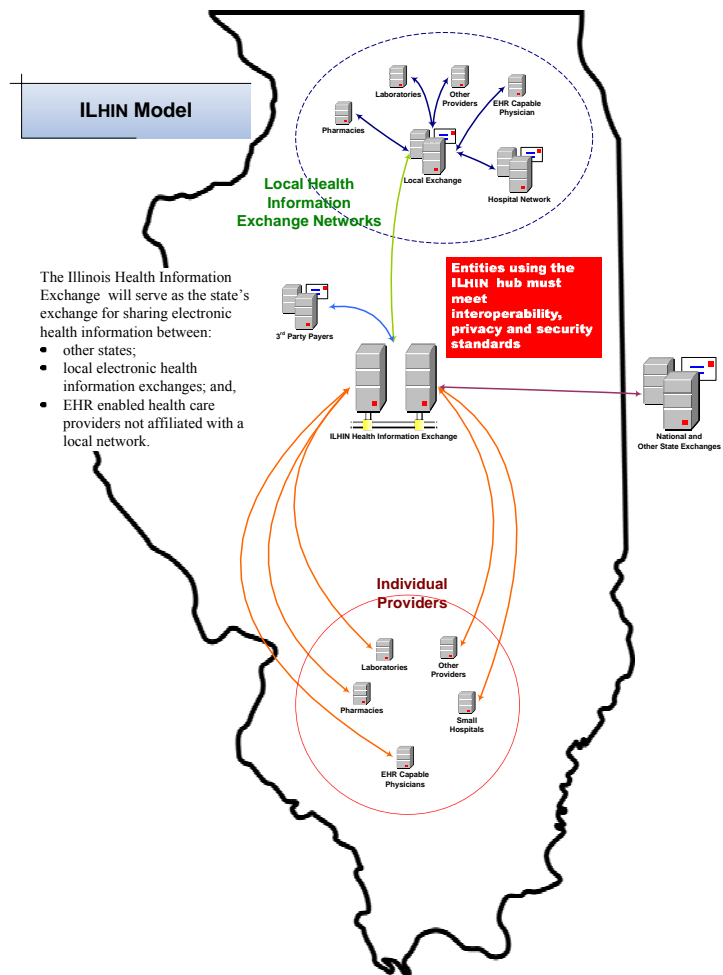 ILHIN Model
Laboratories
Other
Providers
EHR Capable
Physician
Pharmacies
Local Exchange
Hospital Network
Local Health
Information
Exchange Networks
The Illinois Health Information
Exchange will serve as the state's
exchange for sharing electronic
health information between:
• other states;
• local electronic health
information exchanges; and,
• EHR enabled health care
providers not affiliated with a
local network.
Entities using the
ILHIN hub must
meet
interoperability,
privacy and security
standards
3rd Party Payers
ILHIN Health Information Exchange
National and
Other State Exchanges
Individual
Providers
Laboratories
Other
Providers
Pharmacies
Small
Hospitals
EHR Capable
Physicians